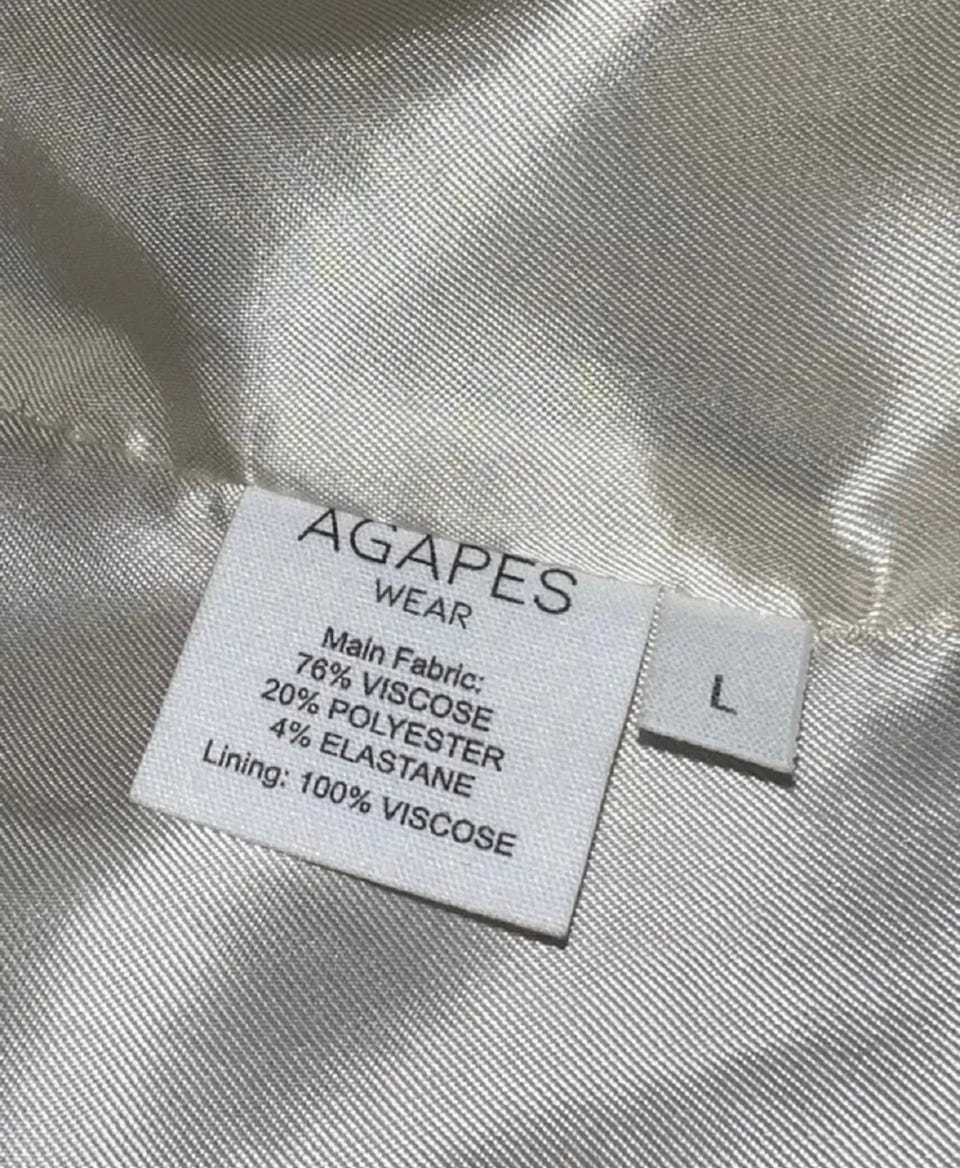 AGAPES
WEAR
Main Fabric:
76% VISCOSE
20% POLYESTER
4% ELASTANE
Lining: 100% VISCOSE
L